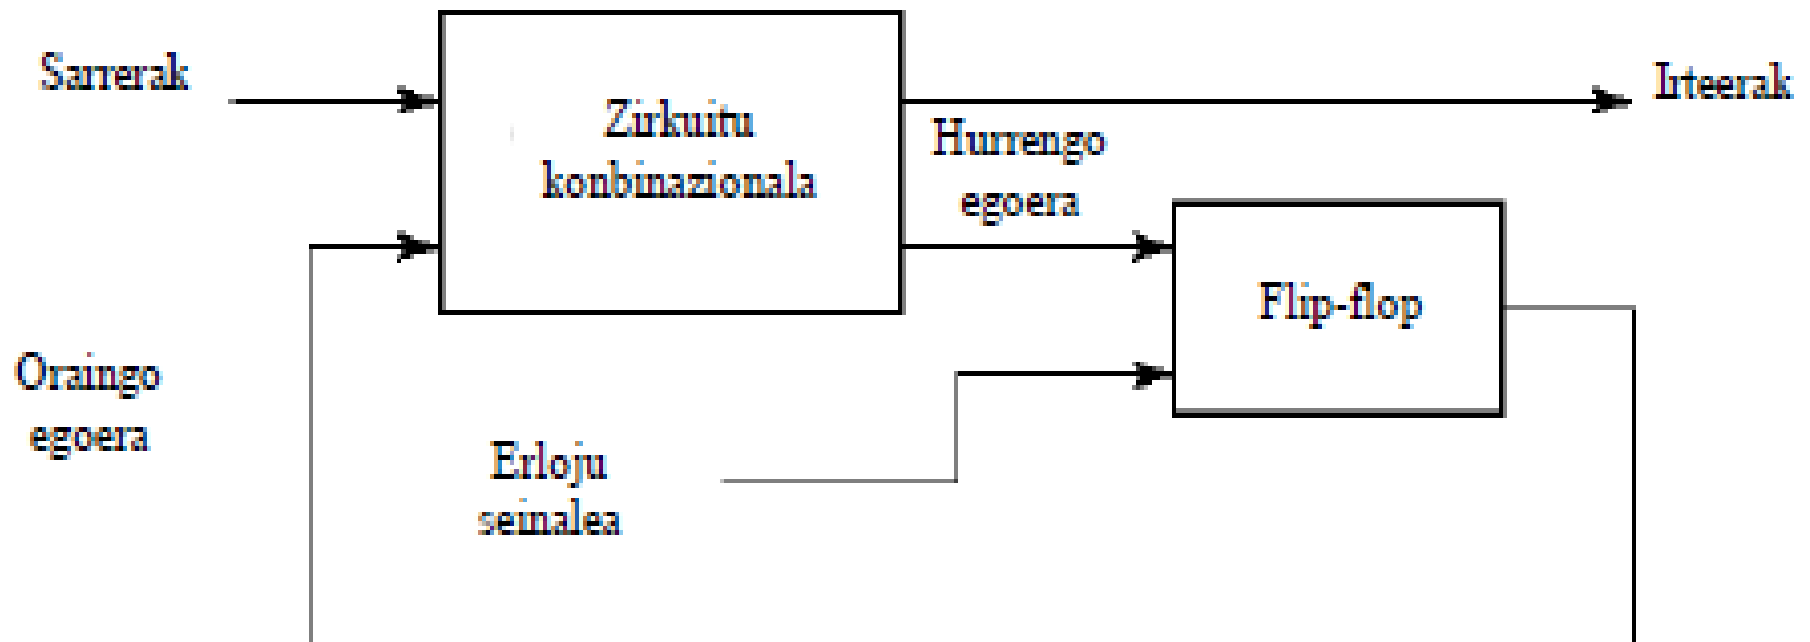 Sarrerak
Zirkuitu
konbinazionala
Irteerak
Hurrengo
egoera
Flip-flop
Oraingo
egoera
Erloju
seinalea